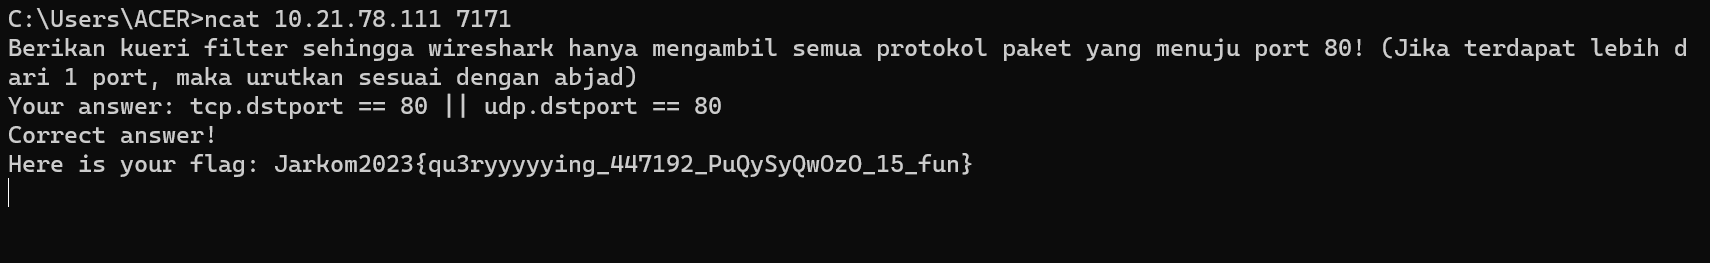 C:\Users\ACER>ncat 10.21.78.111 7171
Berikan kueri filter sehingga wireshark hanya mengambil semua protokol paket yang menuju port 80! (Jika terdapat lebih d
ari 1 port, maka urutkan sesuai dengan abjad)
Your answer: tcp.dstport == 80 || udp.dstport == 80
Correct answer!
Here is your flag: Jarkom2023{qu3ryyyyying_447192_PuQySyQwOzO_15_fun}